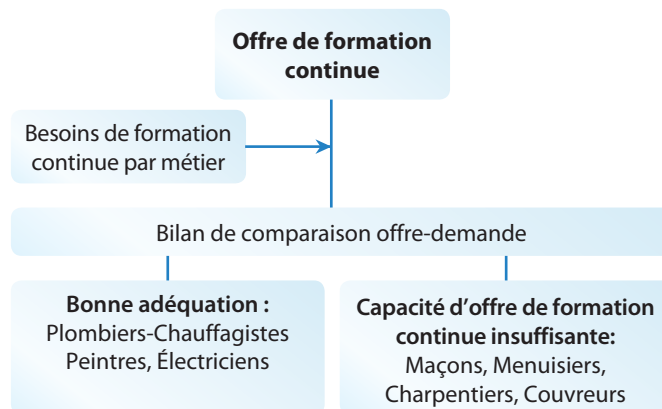 Offre de formation
continue
Besoins de formation
continue par métier
Bilan de comparaison offre-demande
Bonne adéquation :
Plombiers-Chauffagistes
Peintres, Électriciens
Capacité d’offre de formation
continue insuffisante:
Maçons, Menuisiers,
Charpentiers, Couvreurs